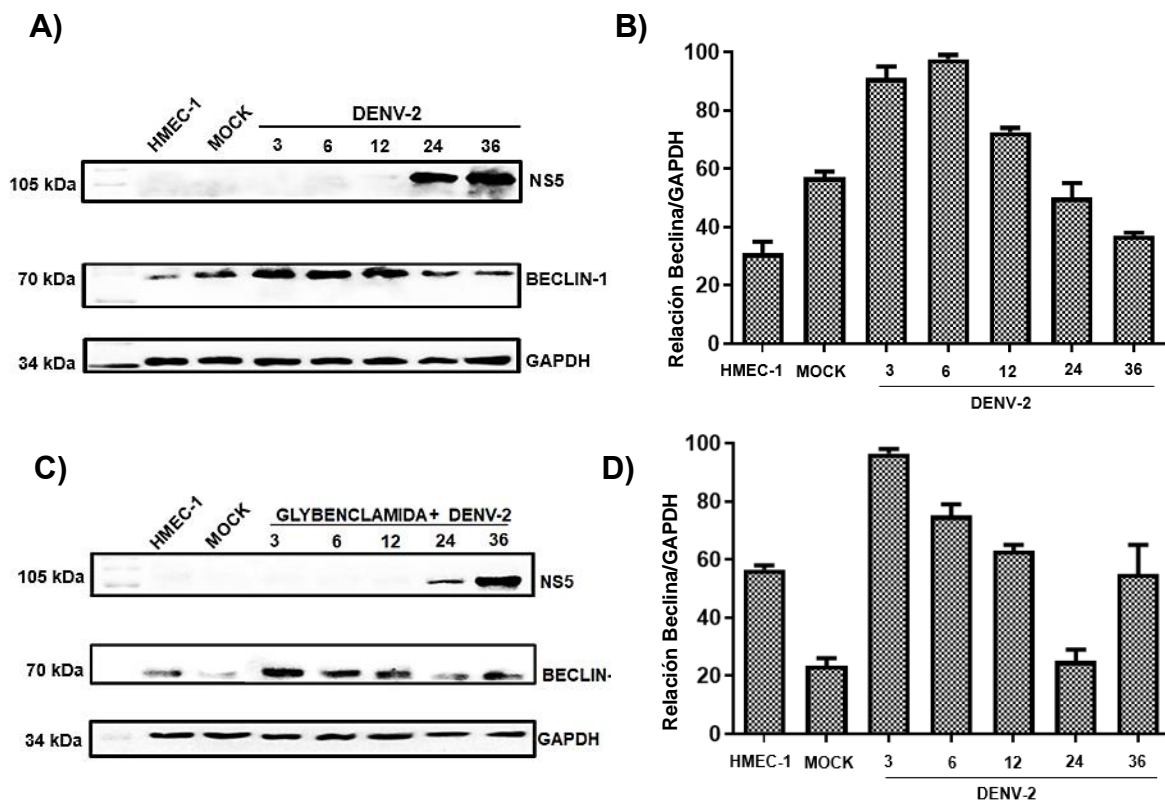 A)
HMEC-1 MOCK DENV-2
3 6 12 24 36
105 kDa NS5
70 kDa BECLIN-1
34 kDa GAPDH
B)
Relación Beclina/GAPDH
100
80
60
40
20
0
HMEC-1 MOCK 3 6 12 24 36
DENV-2
C)
HMEC-1 MOCK GLYBENCLAMIDA + DENV-2
3 6 12 24 36
105 kDa NS5
70 kDa BECLIN-
34 kDa GAPDH
D)
Relación Beclina/GAPDH
100
80
60
40
20
0
HMEC-1 MOCK 3 6 12 24 36
DENV-2